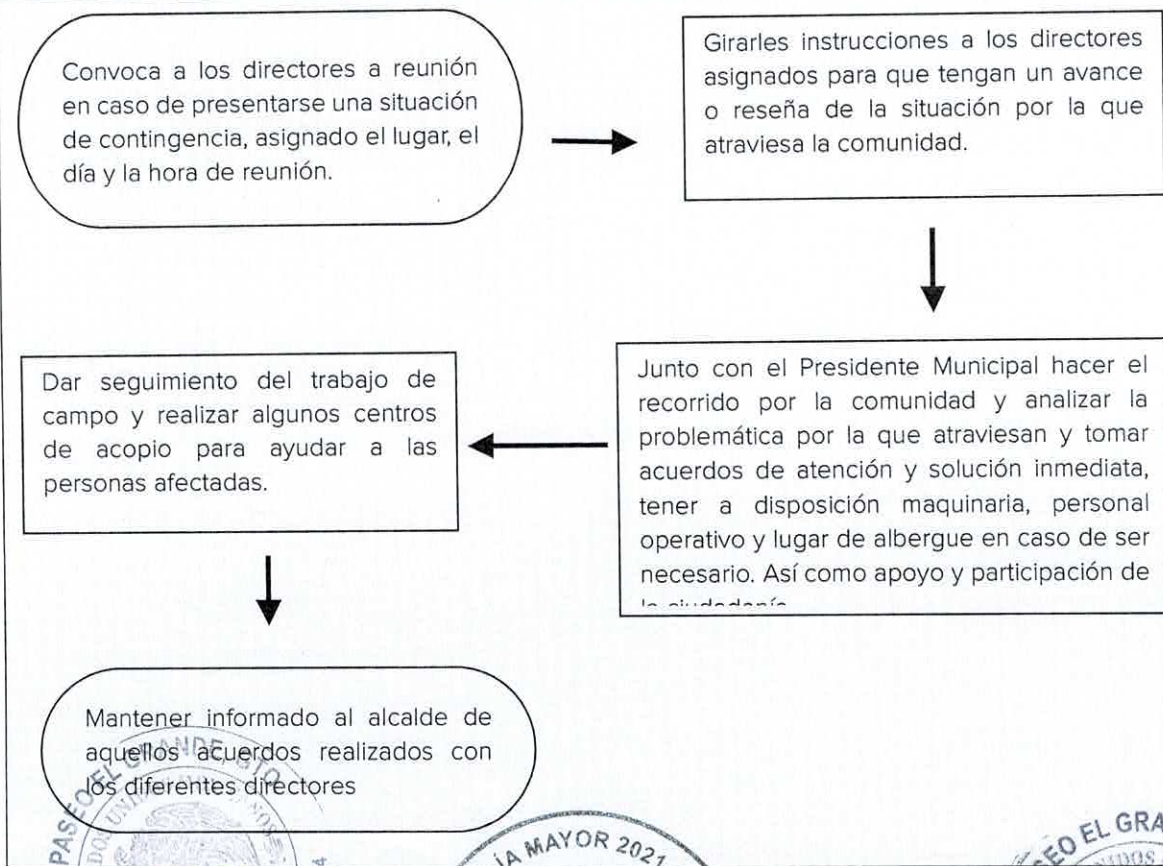 Convoca a los directores a reunión
en caso de presentarse una situación
de contingencia, asignado el lugar, el
día y la hora de reunión.
Girarles instrucciones a los directores
asignados para que tengan un avance
o reseña de la situación por la que
atraviesa la comunidad.
Junto con el Presidente Municipal hacer el
recorrido por la comunidad y analizar la
problemática por la que atraviesan y tomar
acuerdos de atención y solución inmediata,
tener a disposición maquinaria, personal
operativo y lugar de albergue en caso de ser
necesario. Así como apoyo y participación de
Dar seguimiento del trabajo de
campo y realizar algunos centros
de acopio para ayudar a las
personas afectadas.
Mantener informado al alcalde de
aquellos acuerdos realizados con
los diferentes directores
PASEO EL GRANDE, GTO.
MAYOR 2021
EL GRA